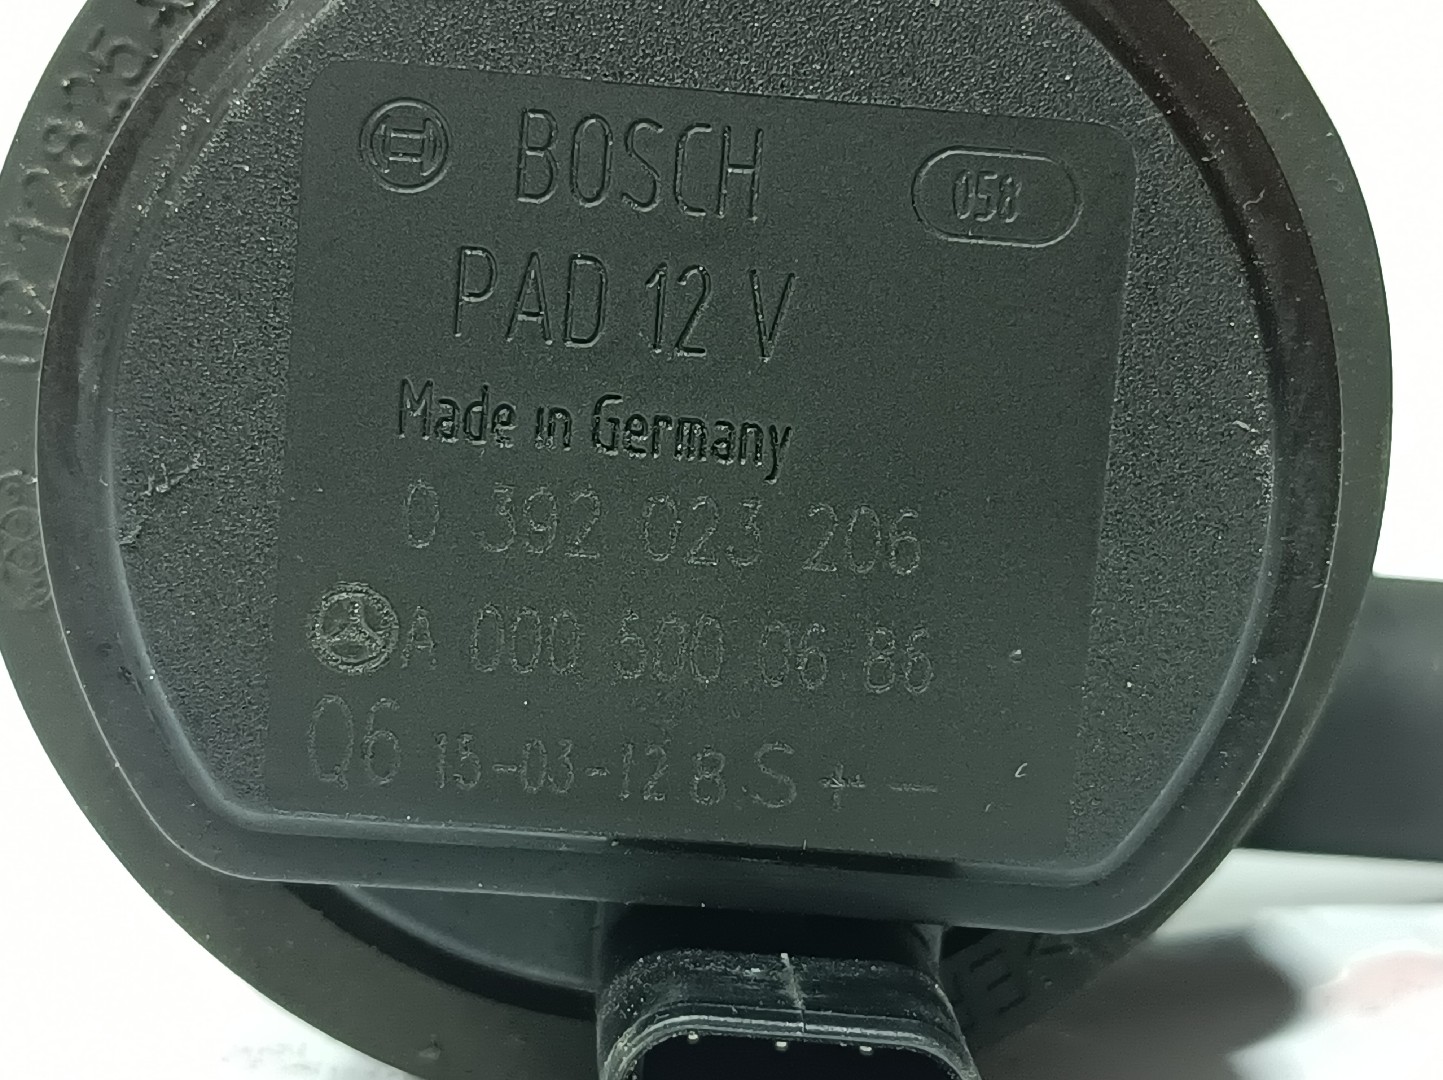 BOSCH
058
PAD 12 V
Made in Germany
0 392 023 206
A 000 500 06 86
Q6 15-03-12 8 S + -